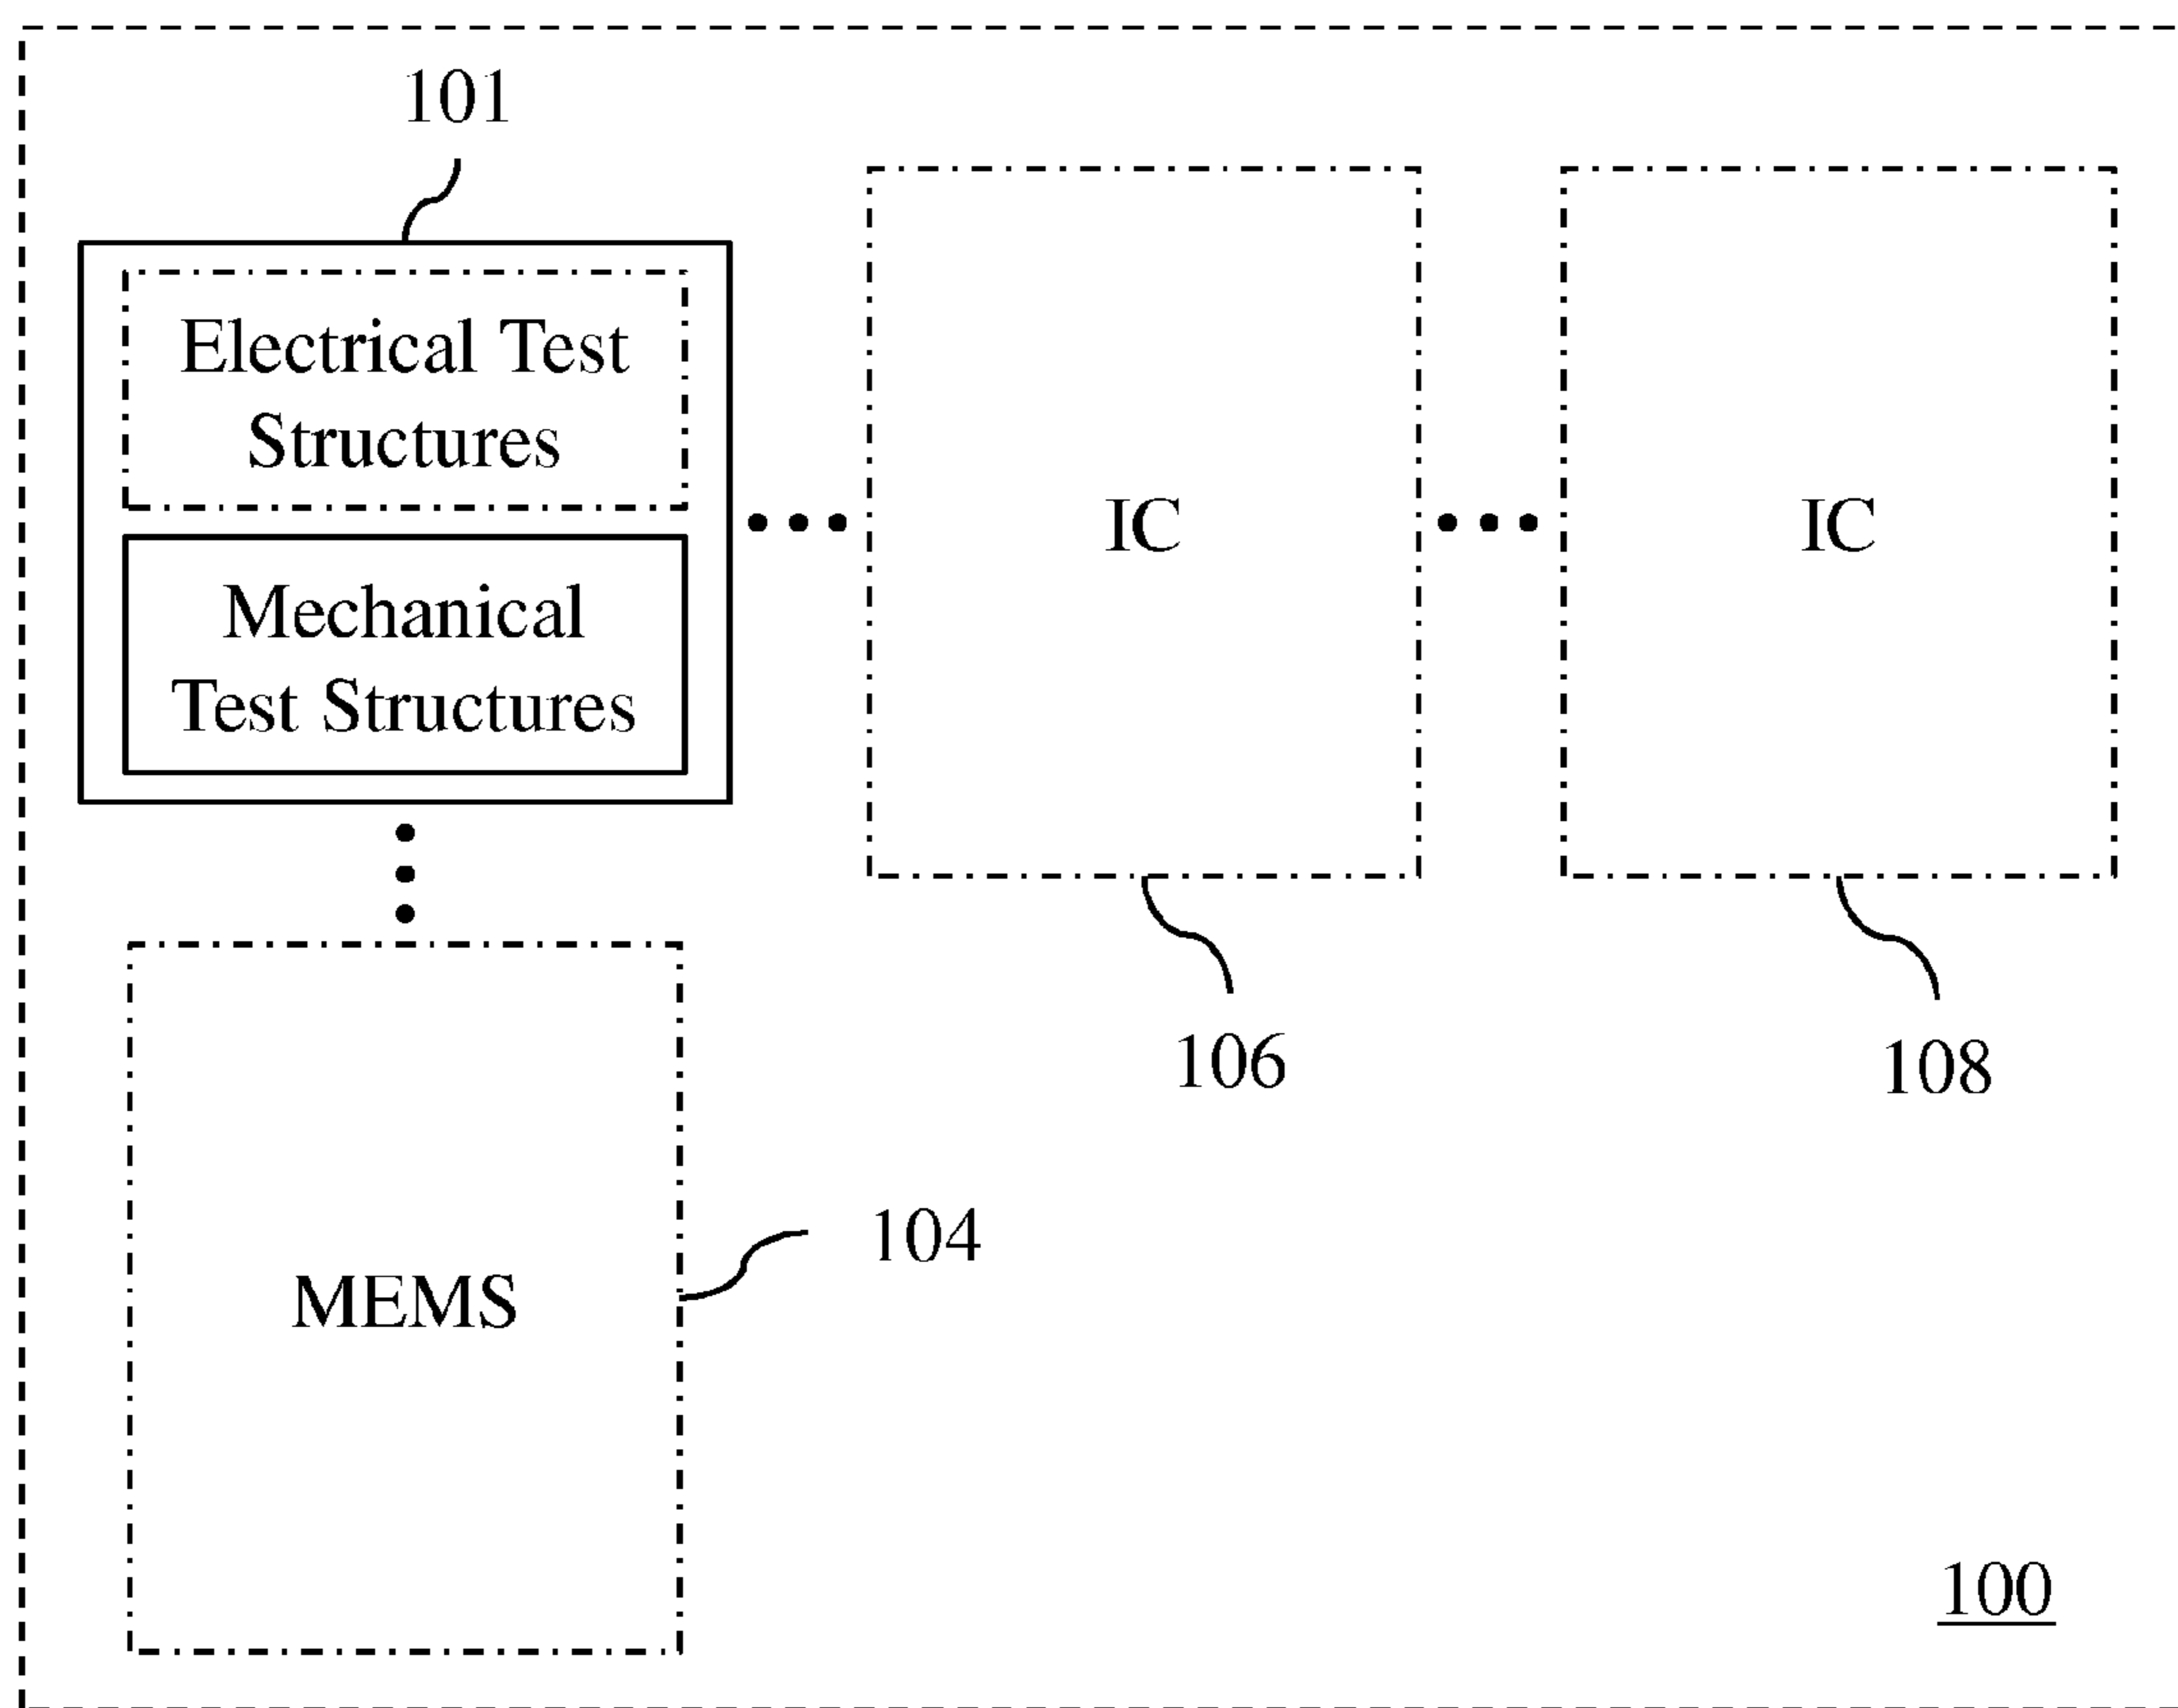 101
Electrical Test
Structures
Mechanical
Test Structures
IC
IC
106
108
MEMS
104
100